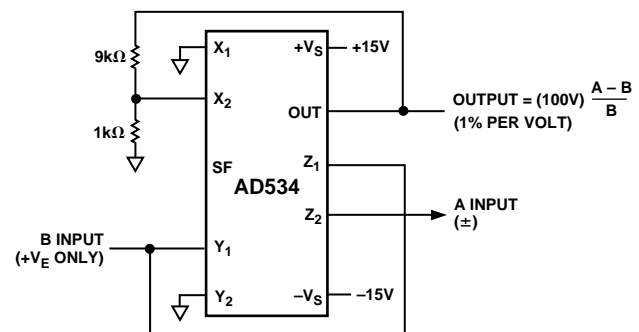 9kΩ
1kΩ
X1
X2
SF
Y1
Y2
AD534
+VS
+15V
OUT
Z1
Z2
–VS
–15V
OUTPUT = (100V) A – B
B
(1% PER VOLT)
A INPUT
(±)
B INPUT
(+VE ONLY)